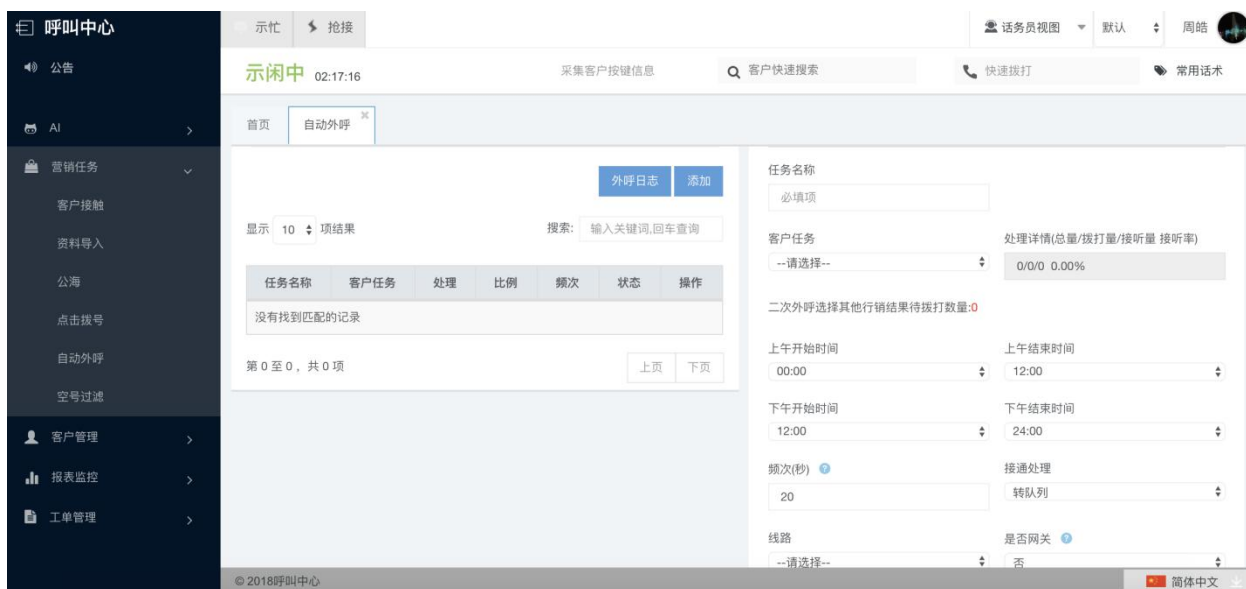 呼叫中心
示忙
抢接
话务员视图
默认
周皓
公告
示闲中 02:17:16
采集客户按键信息
客户快速搜索
快速拨打
常用话术
AI
首页
自动外呼
营销任务
客户接触
资料导入
公海
点击拨号
自动外呼
空号过滤
客户管理
报表监控
工单管理
外呼日志
添加
显示 10 项结果
搜索: 输入关键词,回车查询
任务名称 客户任务 处理 比例 频次 状态 操作
没有找到匹配的记录
第 0 至 0, 共 0 项
上页 下页
任务名称
必填项
客户任务
--请选择--
处理详情(总量/拨打量/接听量 接听率)
0/0/0 0.00%
二次外呼选择其他行销结果待拨打数量:0
上午开始时间
00:00
上午结束时间
12:00
下午开始时间
12:00
下午结束时间
24:00
频次(秒)
20
接通处理
转队列
线路
--请选择--
是否网关
否
© 2018呼叫中心
简体中文